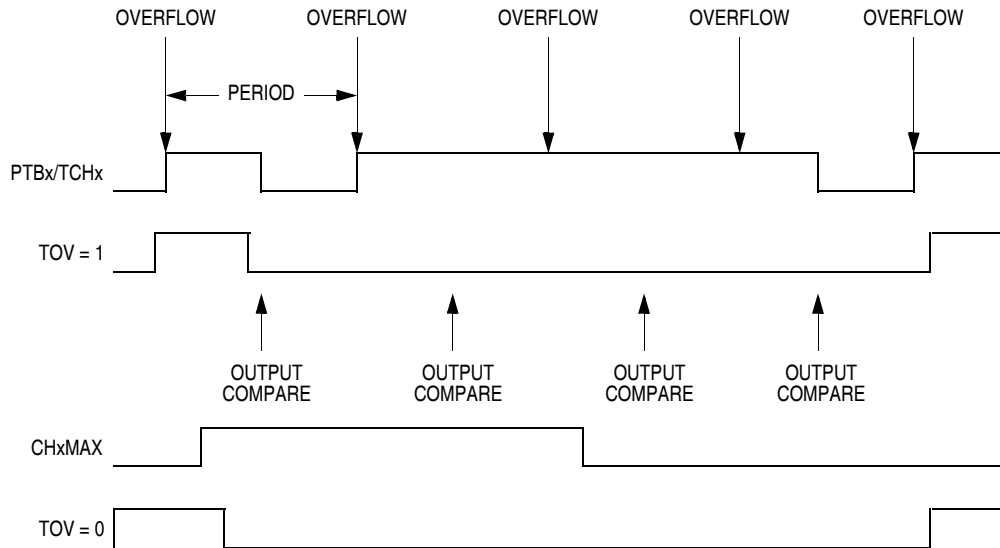 OVERFLOW OVERFLOW OVERFLOW OVERFLOW OVERFLOW
PERIOD
PTBx/TCHx
TOV = 1
OUTPUT COMPARE
OUTPUT COMPARE
OUTPUT COMPARE
OUTPUT COMPARE
CHxMAX
TOV = 0